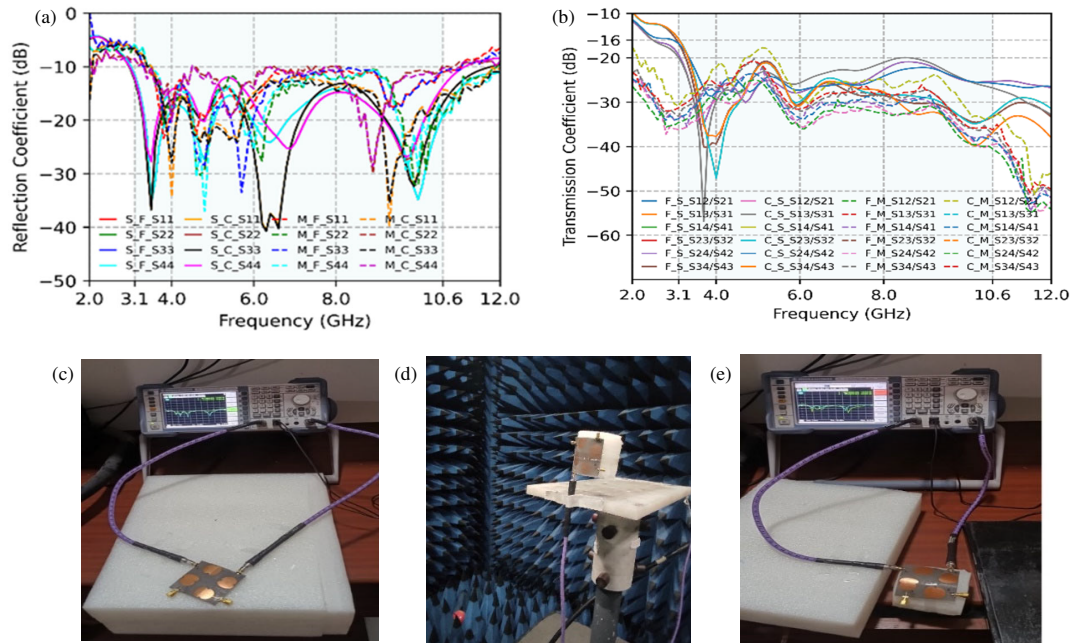 (a)
Reflection Coefficient (dB)
0
−10
−20
−30
−40
−50
S_F_S11 S_C_S11 M_F_S11 M_C_S11
S_F_S22 S_C_S22 M_F_S22 M_C_S22
S_F_S33 S_C_S33 M_F_S33 M_C_S33
S_F_S44 S_C_S44 M_F_S44 M_C_S44
2.0 3.1 4.0 6.0 8.0 10.6 12.0
Frequency (GHz)
(b)
Transmission Coefficient (dB)
−10
−16
−20
−30
−40
−50
−60
F_S_S12/S21 C_S_S12/S21 F_M_S12/S21 C_M_S12/S21
F_S_S13/S31 C_S_S13/S31 F_M_S13/S31 C_M_S13/S31
F_S_S14/S41 C_S_S14/S41 F_M_S14/S41 C_M_S14/S41
F_S_S23/S32 C_S_S23/S32 F_M_S23/S32 C_M_S23/S32
F_S_S24/S42 C_S_S24/S42 F_M_S24/S42 C_M_S24/S42
F_S_S34/S43 C_S_S34/S43 F_M_S34/S43 C_M_S34/S43
2.0 3.1 4.0 6.0 8.0 10.6 12.0
Frequency (GHz)
(c)
(d)
(e)